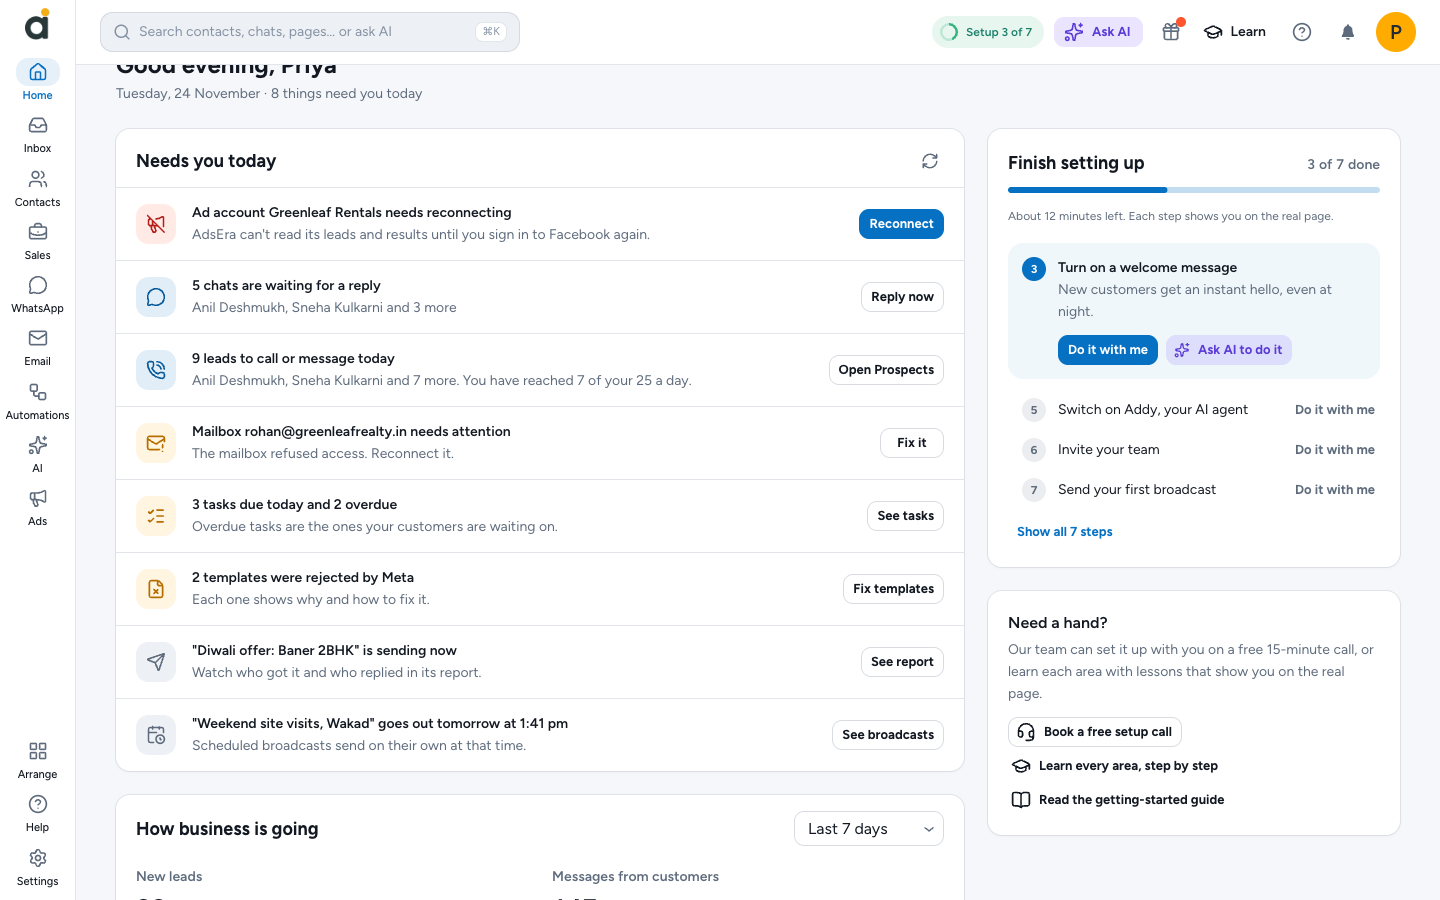 Search contacts, chats, pages... or ask AI
⌘K
Setup 3 of 7
Ask AI
Learn
P
Home
Inbox
Contacts
Sales
WhatsApp
Email
Automations
AI
Ads
Arrange
Help
Settings
Good evening, Priya
Tuesday, 24 November · 8 things need you today
Needs you today
Ad account Greenleaf Rentals needs reconnecting
AdsEra can't read its leads and results until you sign in to Facebook again.
Reconnect
5 chats are waiting for a reply
Anil Deshmukh, Sneha Kulkarni and 3 more
Reply now
9 leads to call or message today
Anil Deshmukh, Sneha Kulkarni and 7 more. You have reached 7 of your 25 a day.
Open Prospects
Mailbox rohan@greenleafrealty.in needs attention
The mailbox refused access. Reconnect it.
Fix it
3 tasks due today and 2 overdue
Overdue tasks are the ones your customers are waiting on.
See tasks
2 templates were rejected by Meta
Each one shows why and how to fix it.
Fix templates
"Diwali offer: Baner 2BHK" is sending now
Watch who got it and who replied in its report.
See report
"Weekend site visits, Wakad" goes out tomorrow at 1:41 pm
Scheduled broadcasts send on their own at that time.
See broadcasts
How business is going
Last 7 days
New leads
Messages from customers
Finish setting up
3 of 7 done
About 12 minutes left. Each step shows you on the real page.
3
Turn on a welcome message
New customers get an instant hello, even at
night.
Do it with me
Ask AI to do it
5
Switch on Addy, your AI agent
Do it with me
6
Invite your team
Do it with me
7
Send your first broadcast
Do it with me
Show all 7 steps
Need a hand?
Our team can set it up with you on a free 15-minute call, or
learn each area with lessons that show you on the real
page.
Book a free setup call
Learn every area, step by step
Read the getting-started guide